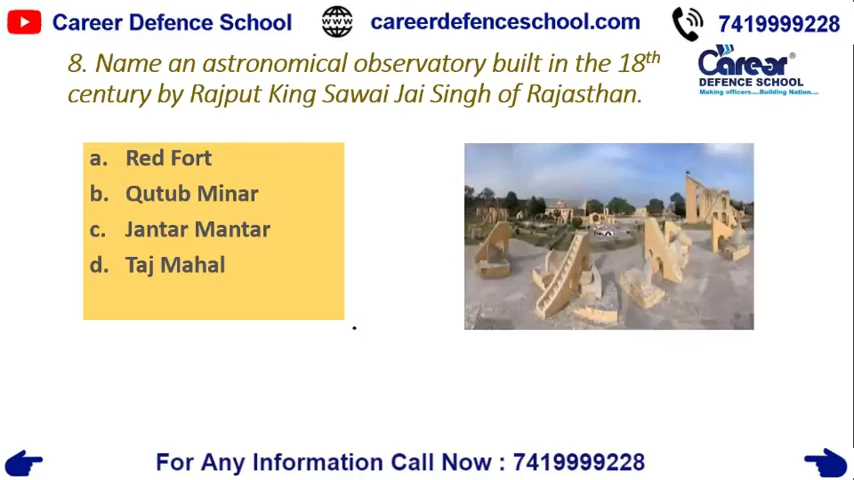 Career Defence School careerdefenceschool.com 7419999228
8. Name an astronomical observatory built in the 18th
century by Rajput King Sawai Jai Singh of Rajasthan.
Career®
DEFENCE SCHOOL
Making officers....Building Nation....
a. Red Fort
b. Qutub Minar
c. Jantar Mantar
d. Taj Mahal
For Any Information Call Now : 7419999228